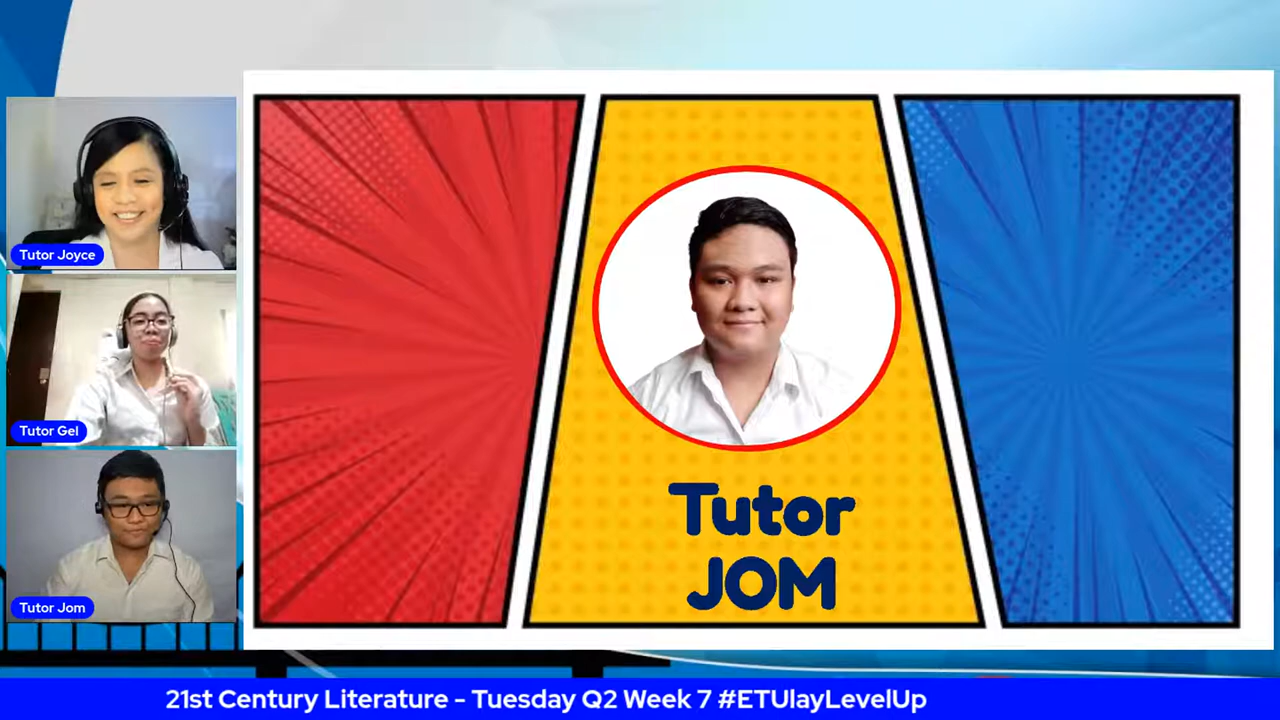 Tutor Joyce
Tutor Gel
Tutor Jom
Tutor
JOM
21st Century Literature - Tuesday Q2 Week 7 #ETUlayLevelUp